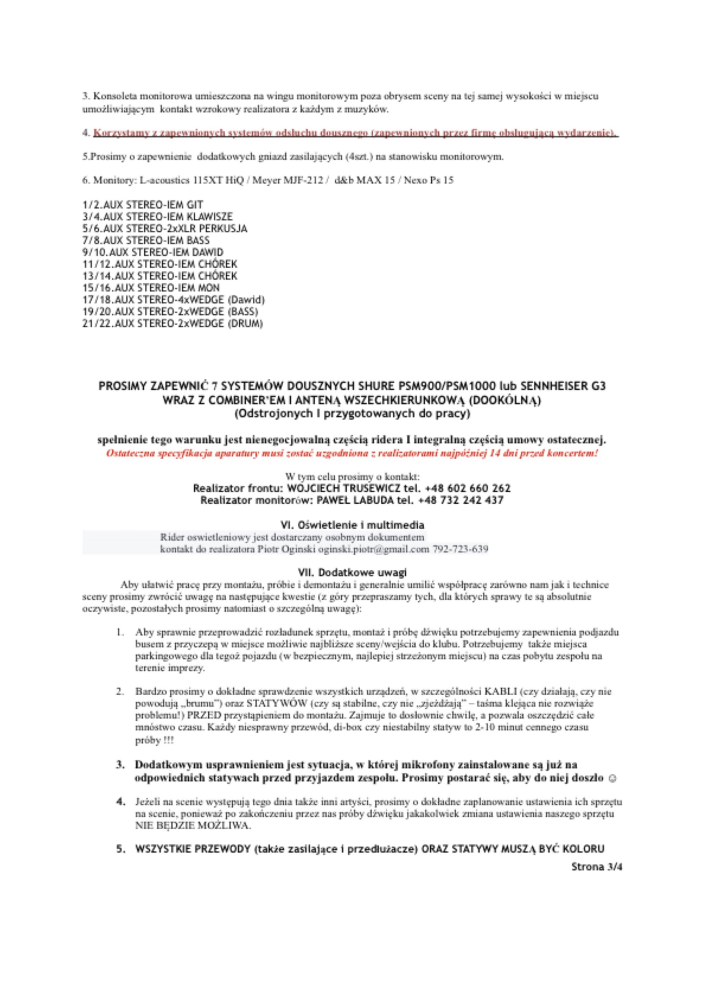 3. Konsoleta monitorowa umieszczona na wingu monitorowym poza obrysem sceny na tej samej wysokości w miejscu
umożliwiającym kontakt wzrokowy realizatora z każdym z muzyków.
4. Korzystamy z zapewnionych systemów odsłuchu dousznego (zapewnionych przez firmę obsługującą wydarzenie).
5.Prosimy o zapewnienie dodatkowych gniazd zasilających (4szt.) na stanowisku monitorowym.
6. Monitory: L-acoustics 115XT HiQ / Meyer MJF-212 / d&b MAX 15 / Nexo Ps 15
1/2.AUX STEREO-IEM GIT
3/4.AUX STEREO-IEM KLAWISZE
5/6.AUX STEREO-2xXLR PERKUSJA
7/8.AUX STEREO-IEM BASS
9/10.AUX STEREO-IEM DAWID
11/12.AUX STEREO-IEM CHÓREK
13/14.AUX STEREO-IEM CHÓREK
15/16.AUX STEREO-IEM MON
17/18.AUX STEREO-4xWEDGE (Dawid)
19/20.AUX STEREO-2xWEDGE (BASS)
21/22.AUX STEREO-2xWEDGE (DRUM)
PROSIMY ZAPEWNIĆ 7 SYSTEMÓW DOUSZNYCH SHURE PSM900/PSM1000 lub SENNHEISER G3
WRAZ Z COMBINER'EM I ANTENĄ WSZECHKIERUNKOWĄ (DOOKÓLNĄ)
(Odstrojonych I przygotowanych do pracy)
spełnienie tego warunku jest nienegocjowalną częścią ridera I integralną częścią umowy ostatecznej.
Ostateczna specyfikacja aparatury musi zostać uzgodniona z realizatorami najpóźniej 14 dni przed koncertem!
W tym celu prosimy o kontakt:
Realizator frontu: WOJCIECH TRUSEWICZ tel. +48 602 660 262
Realizator monitorów: PAWEŁ LABUDA tel. +48 732 242 437
VI. Oświetlenie i multimedia
Rider oswietleniowy jest dostarczany osobnym dokumentem
kontakt do realizatora Piotr Oginski oginski.piotr@gmail.com 792-723-639
VII. Dodatkowe uwagi
Aby ułatwić pracę przy montażu, próbie i demontażu i generalnie umilić współpracę zarówno nam jak i technice
sceny prosimy zwrócić uwagę na następujące kwestie (z góry przepraszamy tych, dla których sprawy te są absolutnie
oczywiste, pozostałych prosimy natomiast o szczególną uwagę):
1. Aby sprawnie przeprowadzić rozładunek sprzętu, montaż i próbę dźwięku potrzebujemy zapewnienia podjazdu
busem z przyczepą w miejsce możliwie najbliższe sceny/wejścia do klubu. Potrzebujemy także miejsca
parkingowego dla tegoż pojazdu (w bezpiecznym, najlepiej strzeżonym miejscu) na czas pobytu zespołu na
terenie imprezy.
2. Bardzo prosimy o dokładne sprawdzenie wszystkich urządzeń, w szczególności KABLI (czy działają, czy nie
powodują „brumu”) oraz STATYWÓW (czy są stabilne, czy nie „zjeżdżają” – taśma klejąca nie rozwiąże
problemu!) PRZED przystąpieniem do montażu. Zajmuje to dosłownie chwilę, a pozwala oszczędzić całe
mnóstwo czasu. Każdy niesprawny przewód, di-box czy niestabilny statyw to 2-10 minut cennego czasu
próby !!!
3. Dodatkowym usprawnieniem jest sytuacja, w której mikrofony zainstalowane są już na
odpowiednich statywach przed przyjazdem zespołu. Prosimy postarać się, aby do niej doszło ☺
4. Jeżeli na scenie występują tego dnia także inni artyści, prosimy o dokładne zaplanowanie ustawienia ich sprzętu
na scenie, ponieważ po zakończeniu przez nas próby dźwięku jakakolwiek zmiana ustawienia naszego sprzętu
NIE BĘDZIE MOŻLIWA.
5. WSZYSTKIE PRZEWODY (także zasilające i przedłużacze) ORAZ STATYWY MUSZĄ BYĆ KOLORU
Strona 3/4